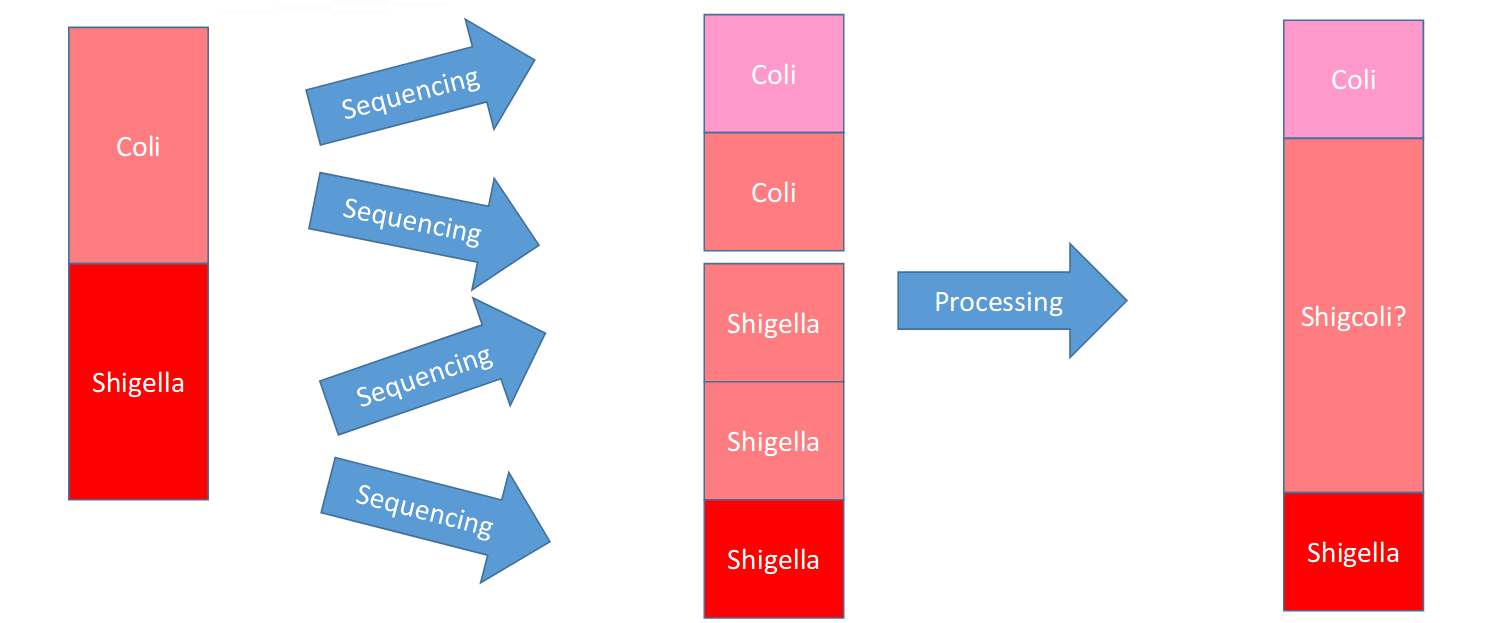 Coli
Shigella
Sequencing
Sequencing
Sequencing
Sequencing
Coli
Coli
Shigella
Shigella
Shigella
Processing
Coli
Shigcoli?
Shigella